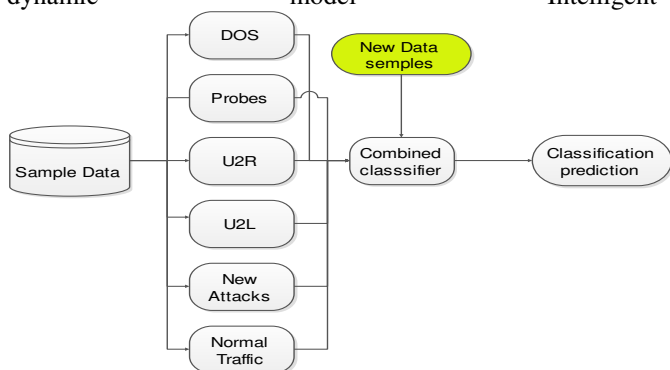 dynamic model Intelligent
DOS
New Data
semples
Probes
Sample Data
U2R
Combined
classsifier
Classification
prediction
U2L
New
Attacks
Normal
Traffic